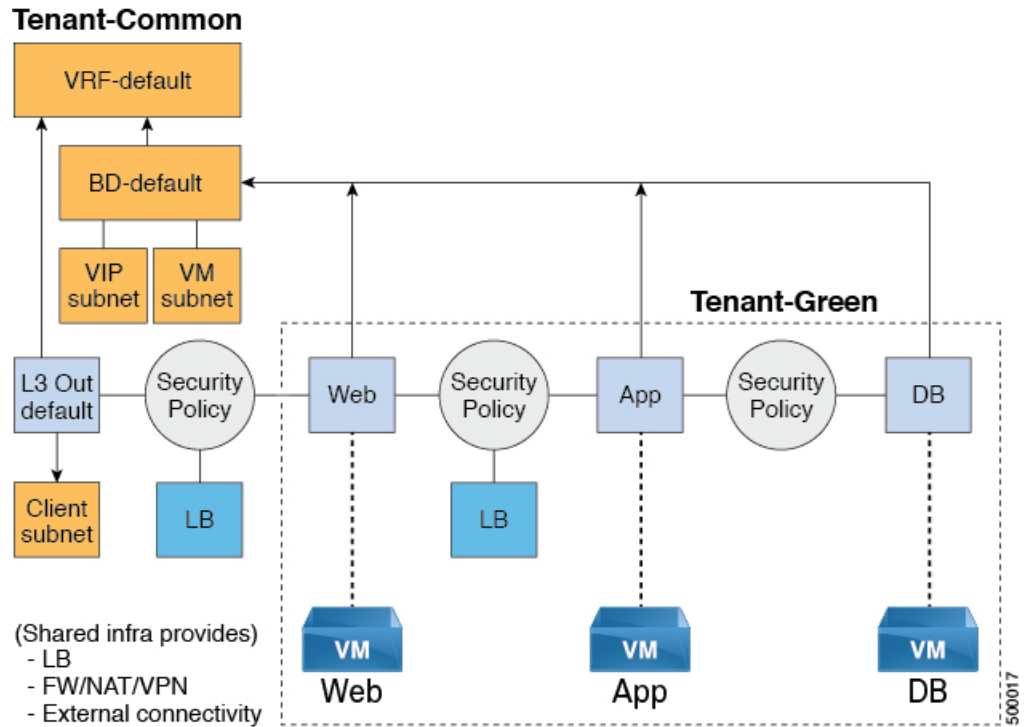 Tenant-Common
VRF-default
BD-default
VIP
subnet
VM
subnet
Tenant-Green
L3 Out
default
Security
Policy
Web
Security
Policy
App
Security
Policy
DB
Client
subnet
LB
LB
(Shared infra provides)
- LB
- FW/NAT/VPN
- External connectivity
VM
Web
VM
App
VM
DB
500017